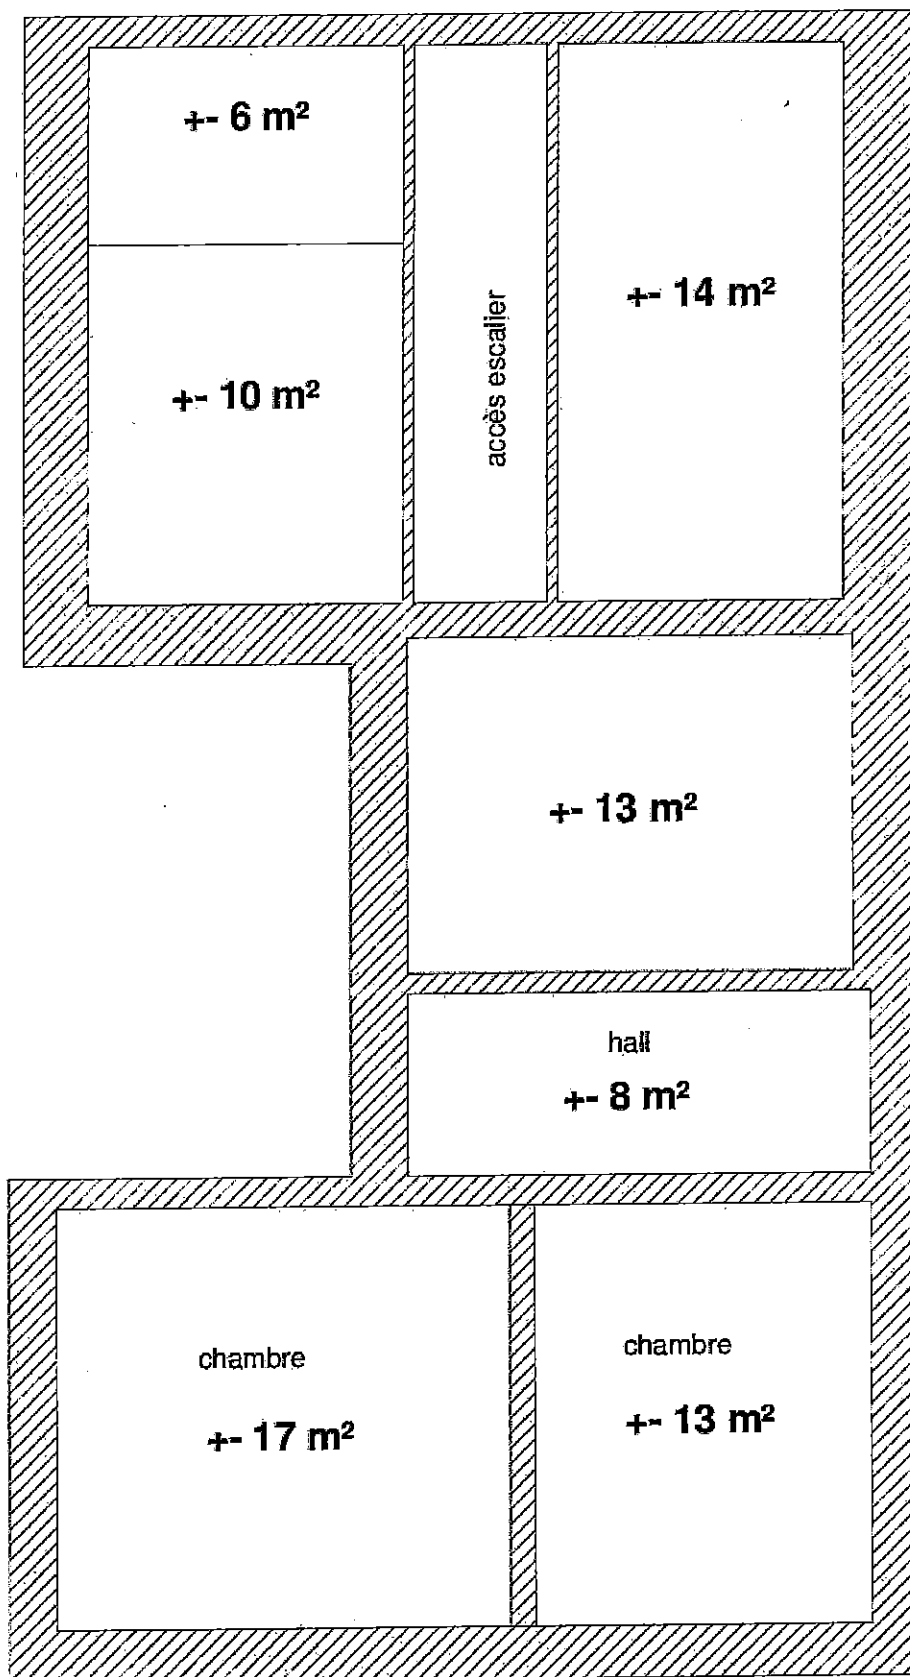 +- 6 m²
+- 14 m²
accès escalier
+- 10 m²
+- 13 m²
hall
+- 8 m²
chambre
+- 17 m²
chambre
+- 13 m²